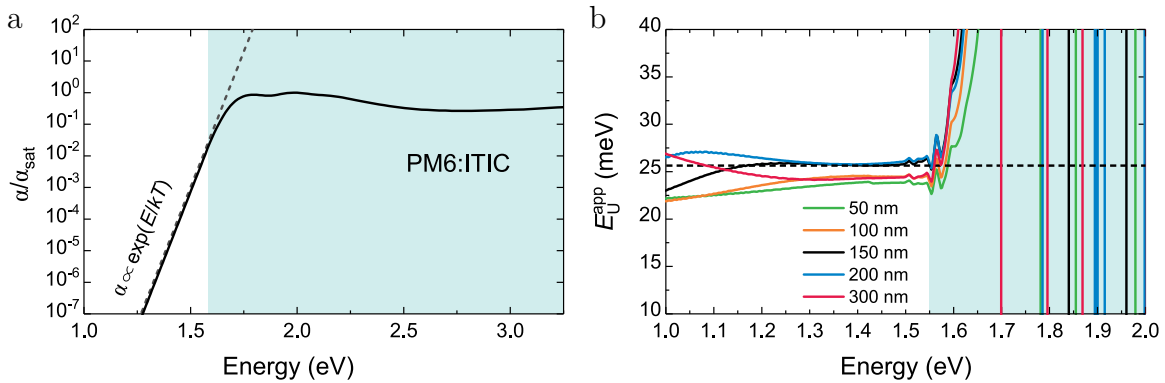 a
α/α_sat
10^2
10^1
10^0
10^-1
10^-2
10^-3
10^-4
10^-5
10^-6
10^-7
α ∝ exp(E/kT)
PM6:ITIC
1.0 1.5 2.0 2.5 3.0
Energy (eV)
b
E_U^app (meV)
40
35
30
25
20
15
10
50 nm
100 nm
150 nm
200 nm
300 nm
1.0 1.1 1.2 1.3 1.4 1.5 1.6 1.7 1.8 1.9 2.0
Energy (eV)